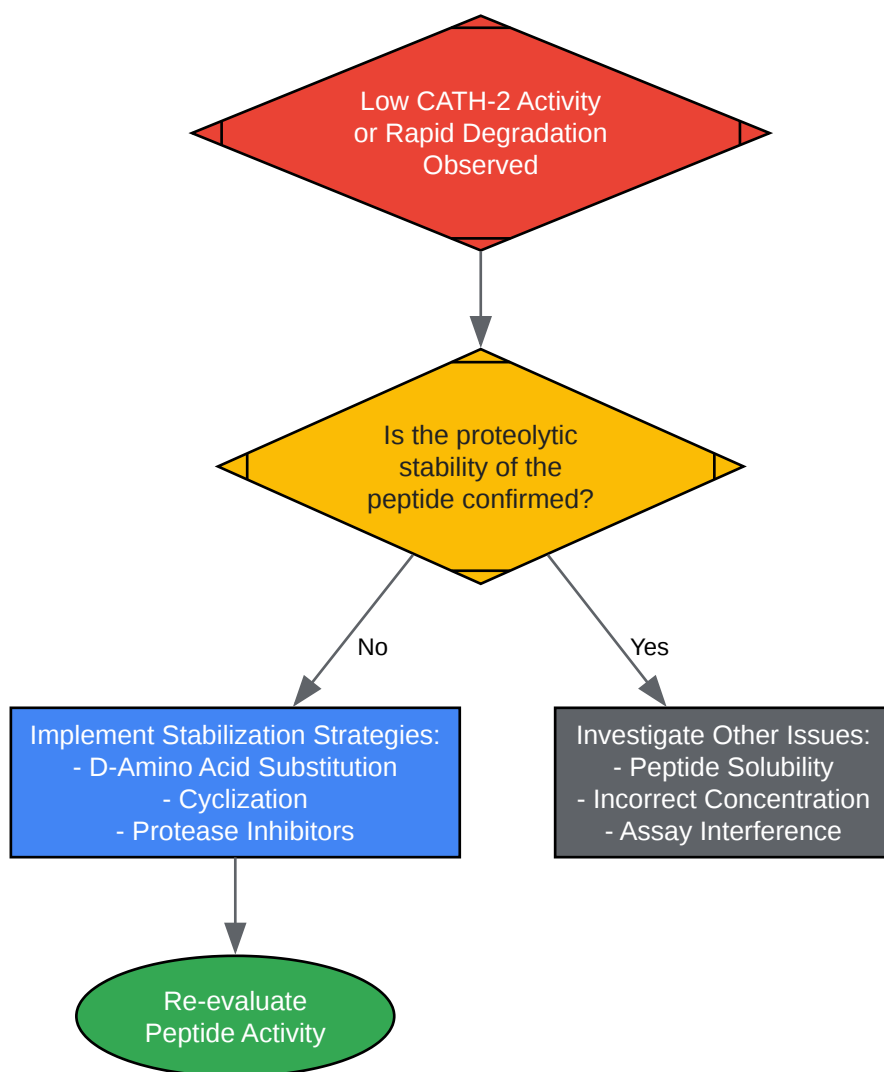 Low CATH-2 Activity
or Rapid Degradation
Observed
Is the proteolytic
stability of the
peptide confirmed?
No
Yes
Implement Stabilization Strategies:
- D-Amino Acid Substitution
- Cyclization
- Protease Inhibitors
Investigate Other Issues:
- Peptide Solubility
- Incorrect Concentration
- Assay Interference
Re-evaluate
Peptide Activity